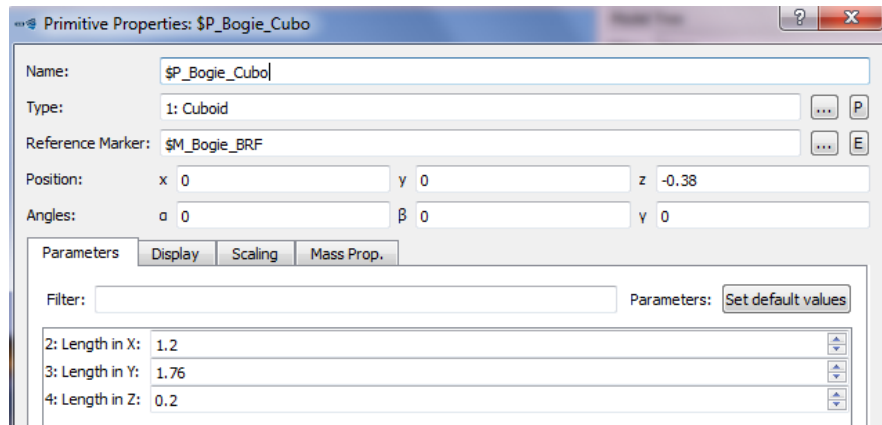 Primitive Properties: $P_Bogie_Cubo
?
X
Name: $P_Bogie_Cubo
Type: 1: Cuboid ... P
Reference Marker: $M_Bogie_BRF ... E
Position: x 0 y 0 z -0.38
Angles: α 0 β 0 γ 0
Parameters Display Scaling Mass Prop.
Filter: Parameters: Set default values
2: Length in X: 1.2
3: Length in Y: 1.76
4: Length in Z: 0.2